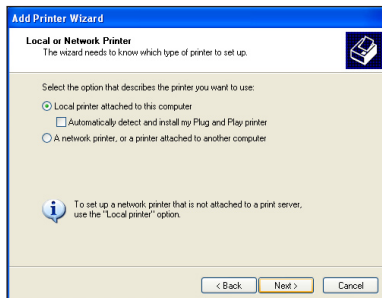 Add Printer Wizard
Local or Network Printer
The wizard needs to know which type of printer to set up.
Select the option that describes the printer you want to use:
Local printer attached to this computer
Automatically detect and install my Plug and Play printer
A network printer, or a printer attached to another computer
To set up a network printer that is not attached to a print server,
use the "Local printer" option.
< Back
Next >
Cancel